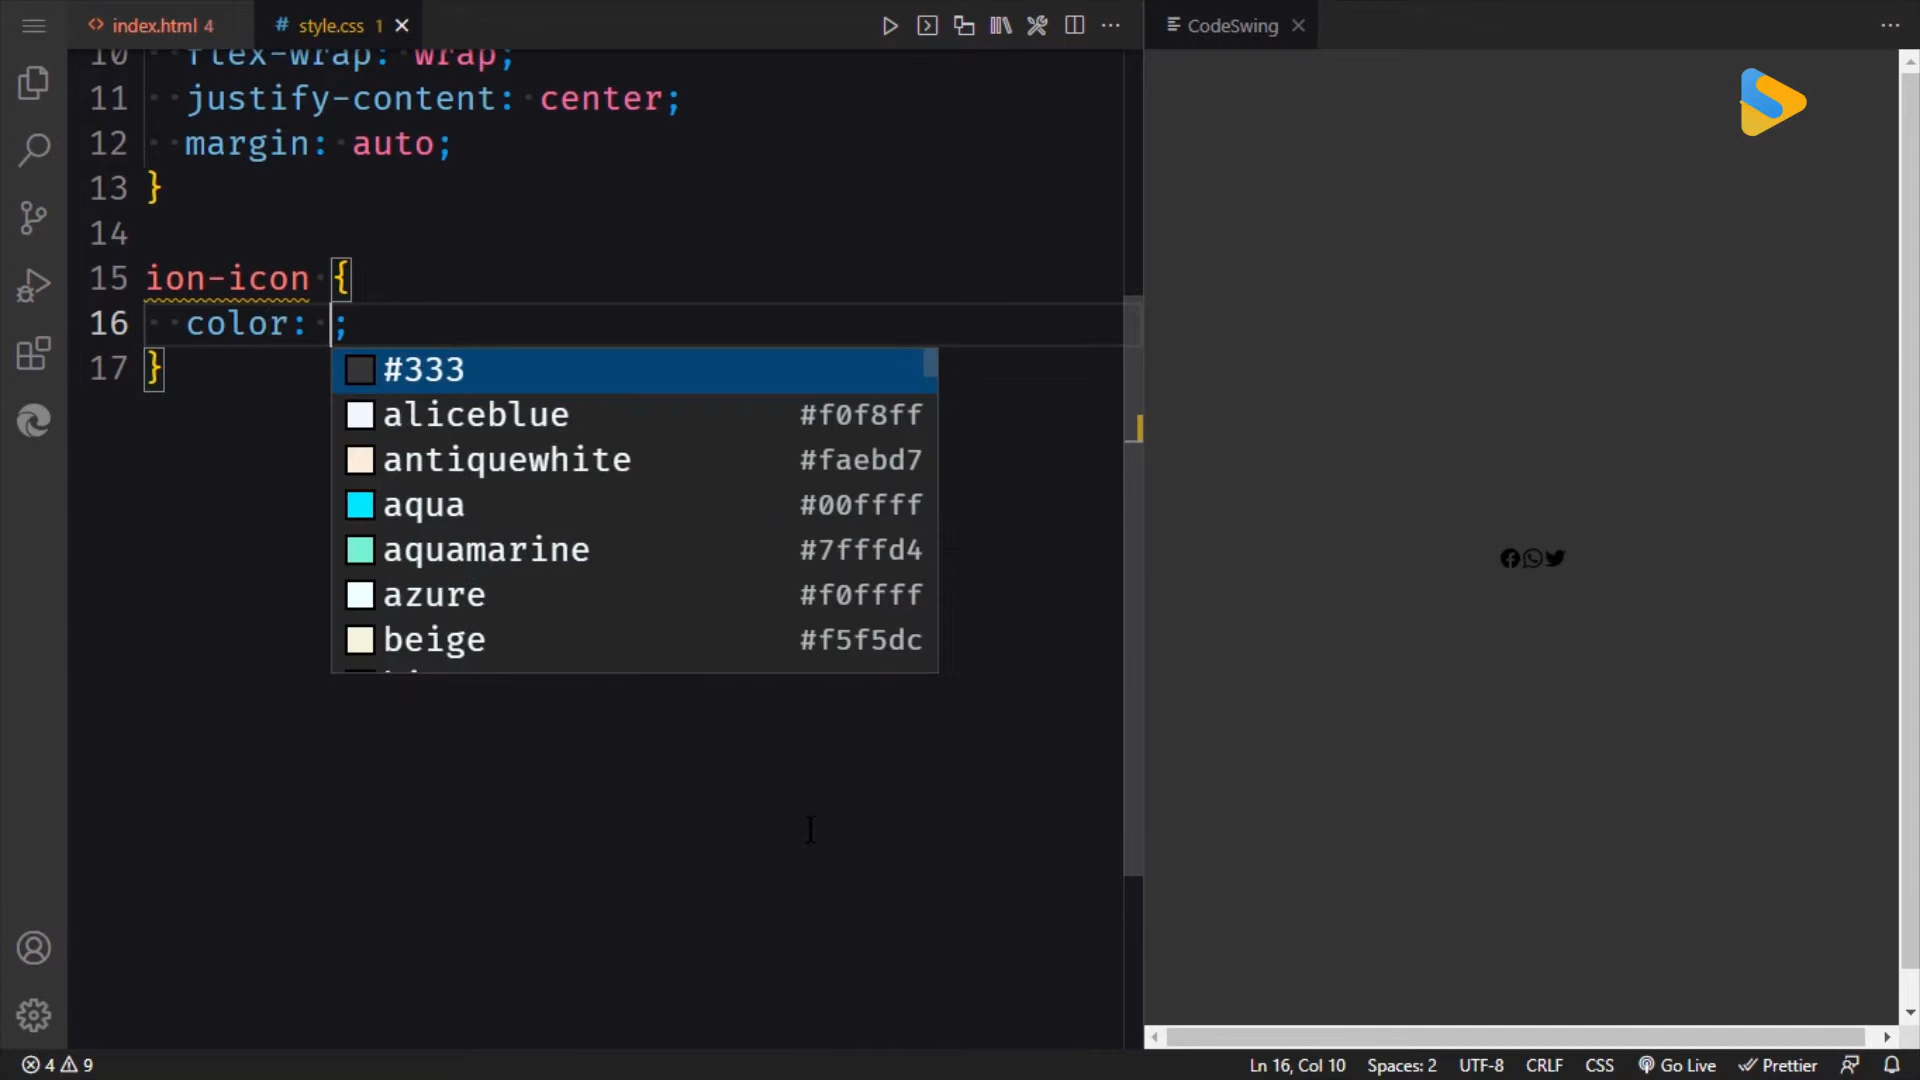 index.html 4
style.css 1
CodeSwing
10 flex-wrap: wrap;
11 justify-content: center;
12 margin: auto;
13 }
14
15 ion-icon {
16 color: ;
17 }
#333
aliceblue #f0f8ff
antiquewhite #faebd7
aqua #00ffff
aquamarine #7fffd4
azure #f0ffff
beige #f5f5dc
4 9
Ln 16, Col 10
Spaces: 2
UTF-8
CRLF
CSS
Go Live
Prettier